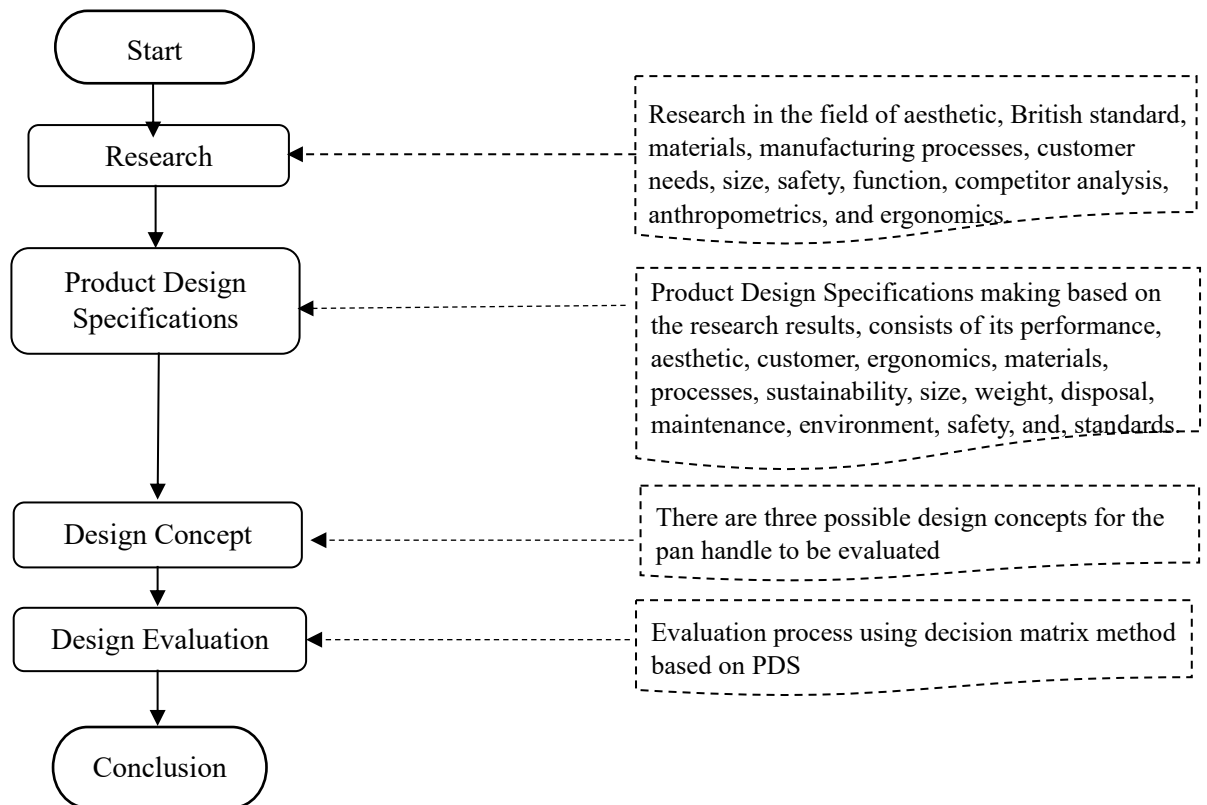 Start
Research
Research in the field of aesthetic, British standard,
materials, manufacturing processes, customer
needs, size, safety, function, competitor analysis,
anthropometrics, and ergonomics.
Product Design
Specifications
Product Design Specifications making based on
the research results, consists of its performance,
aesthetic, customer, ergonomics, materials,
processes, sustainability, size, weight, disposal,
maintenance, environment, safety, and, standards.
Design Concept
There are three possible design concepts for the
pan handle to be evaluated
Design Evaluation
Evaluation process using decision matrix method
based on PDS
Conclusion